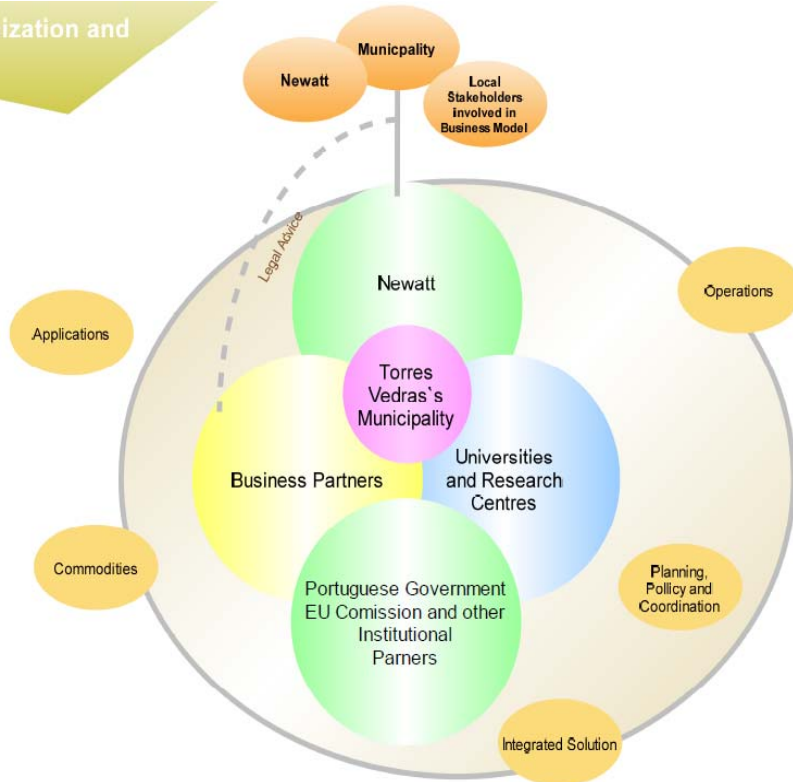 ization and
Municpality
Newatt
Local
Stakeholders
involved in
Business Model
Legal Advice
Newatt
Operations
Applications
Torres
Vedras`s
Municipality
Business Partners
Universities
and Research
Centres
Commodities
Planning,
Pollicy and
Coordination
Portuguese Government
EU Comission and other
Institutional
Parners
Integrated Solution